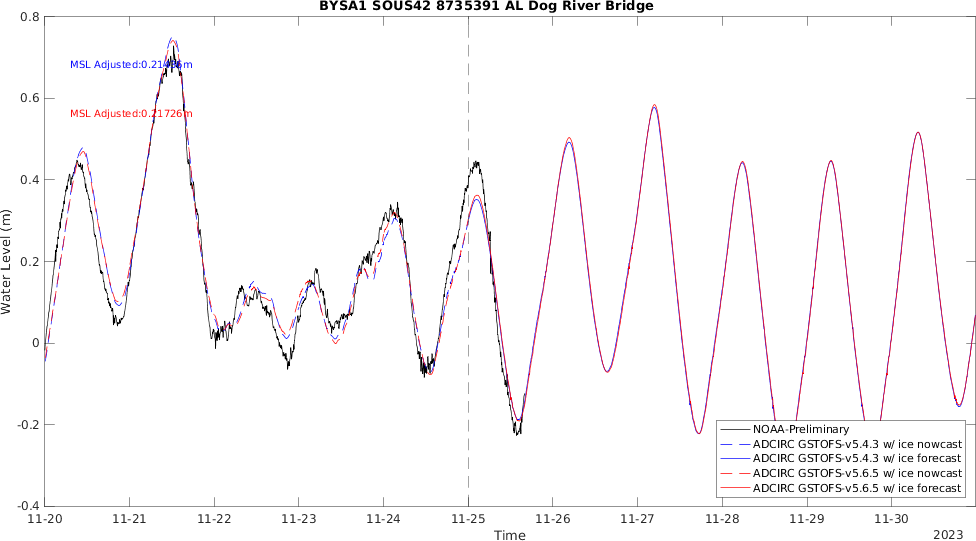 BYSA1 SOUS42 8735391 AL Dog River Bridge
0.8
0.6
0.4
0.2
0
-0.2
-0.4
Water Level (m)
MSL Adjusted:
MSL Adjusted:0.21726m
NOAA-Preliminary
ADCIRC GSTOFS-v5.4.3 w/ ice nowcast
ADCIRC GSTOFS-v5.4.3 w/ ice forecast
ADCIRC GSTOFS-v5.6.5 w/ ice nowcast
ADCIRC GSTOFS-v5.6.5 w/ ice forecast
11-20 11-21 11-22 11-23 11-24 11-25 11-26 11-27 11-28 11-29 11-30
Time
2023